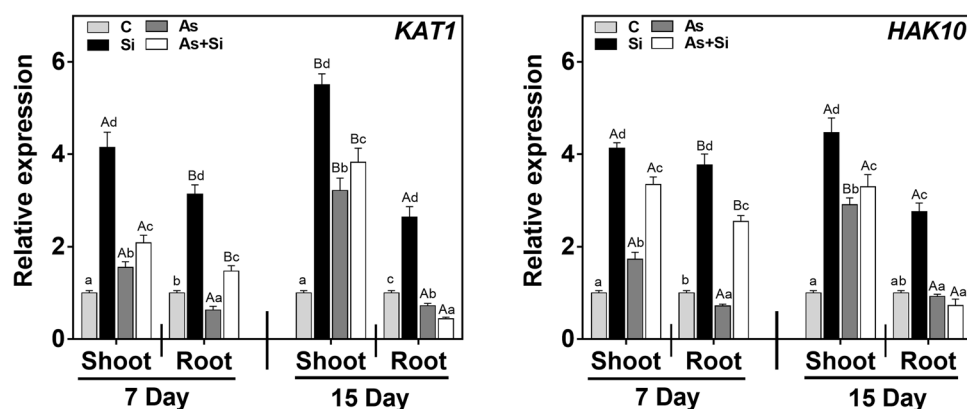 C As KAT1
Si As+Si
Relative expression
6
4
2
0
a Ad Ab Ac b Bd Aa Bc a Bd Bb Bc c Ad Ab Aa
Shoot Root Shoot Root
7 Day 15 Day
C As HAK10
Si As+Si
Relative expression
6
4
2
0
a Ad Ab Ac b Bd Aa Bc a Ad Bb Ac ab Ac Aa Aa
Shoot Root Shoot Root
7 Day 15 Day